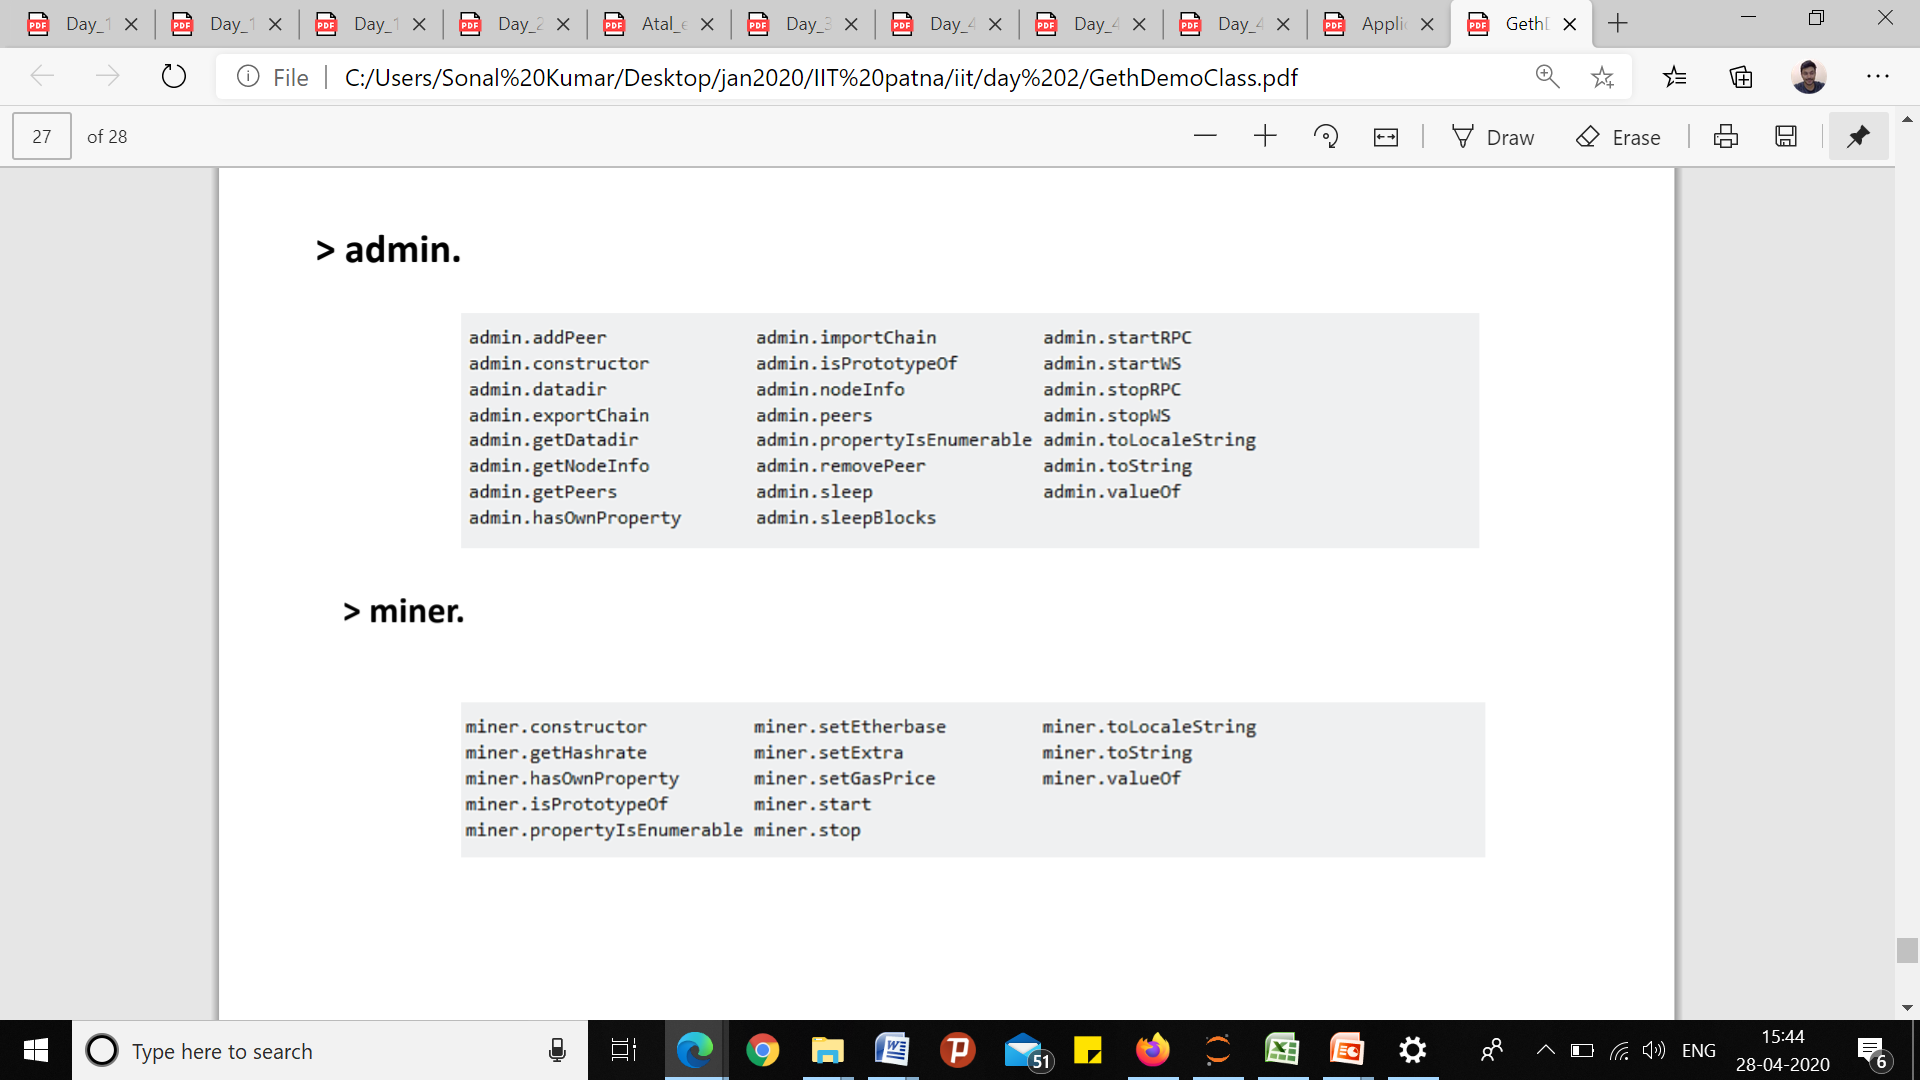 Day_1 Day_1 Day_1 Day_2 Atal_e Day_3 Day_4 Day_4 Day_4 Applic GethD
File C:/Users/Sonal%20Kumar/Desktop/jan2020/IIT%20patna/iit/day%202/GethDemoClass.pdf
27 of 28 Draw Erase
> admin.
admin.addPeer admin.importChain admin.startRPC
admin.constructor admin.isPrototypeOf admin.startWS
admin.datadir admin.nodeInfo admin.stopRPC
admin.exportChain admin.peers admin.stopWS
admin.getDatadir admin.propertyIsEnumerable admin.toLocaleString
admin.getNodeInfo admin.removePeer admin.toString
admin.getPeers admin.sleep admin.valueOf
admin.hasOwnProperty admin.sleepBlocks
> miner.
miner.constructor miner.setEtherbase miner.toLocaleString
miner.getHashrate miner.setExtra miner.toString
miner.hasOwnProperty miner.setGasPrice miner.valueOf
miner.isPrototypeOf miner.start
miner.propertyIsEnumerable miner.stop
Type here to search 51 ENG 15:44
28-04-2020 6